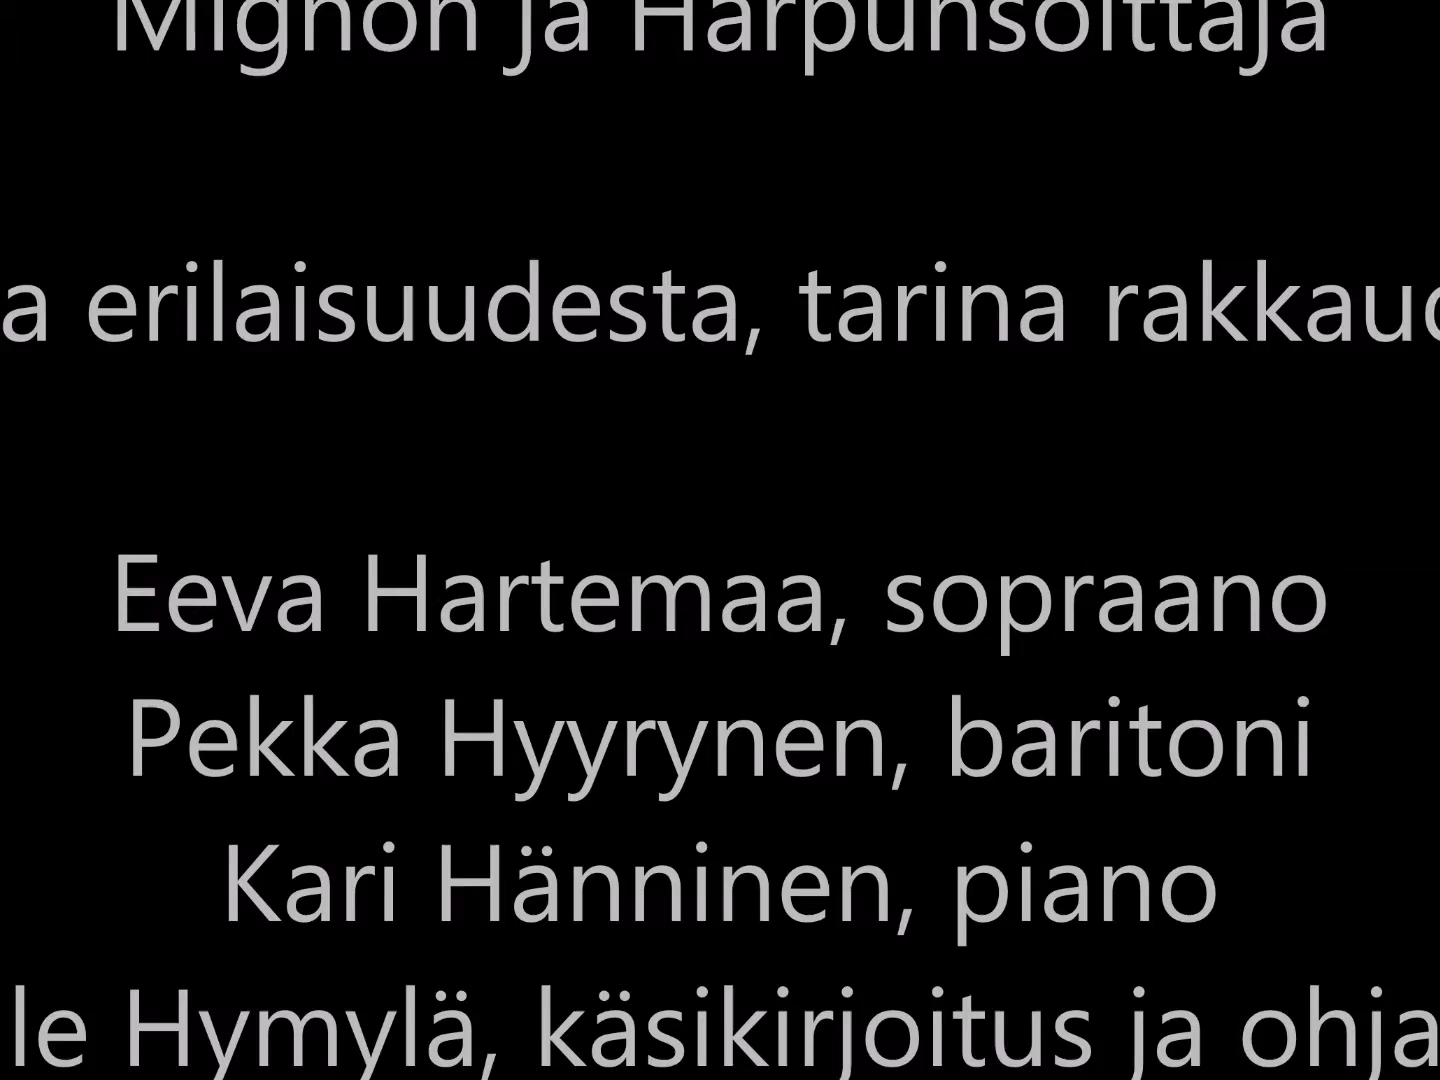 Mignon ja Harpunsoittaja
a erilaisuudesta, tarina rakkaud
Eeva Hartemaa, sopraano
Pekka Hyyrynen, baritoni
Kari Hänninen, piano
le Hymylä, käsikirjoitus ja ohja